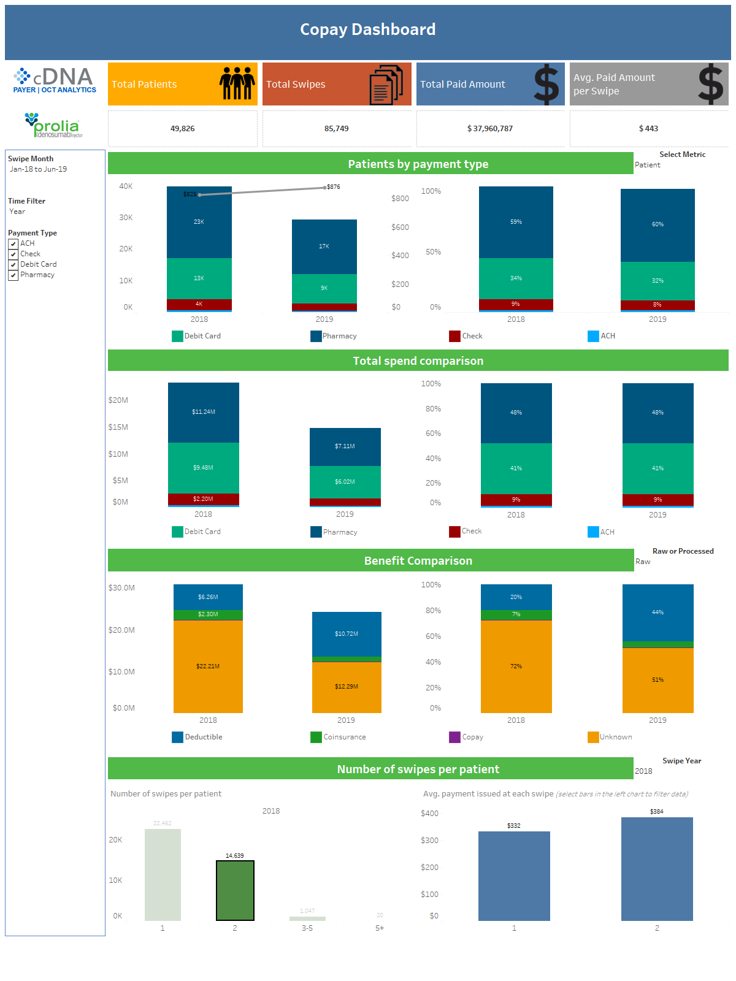 Copay Dashboard
cDNA
PAYER | OCT ANALYTICS
Total Patients
Total Swipes
Total Paid Amount
Avg. Paid Amount
per Swipe
prolia
49,826
85,749
$ 37,960,787
$ 443
Swipe Month
Jan-18 to Jun-19
Time Filter
Year
Payment Type
ACH
Check
Debit Card
Pharmacy
Patients by payment type
Select Metric
Patient
40K
30K
20K
10K
0K
23K
13K
4K
$876
17K
9K
2018
2019
$800
$600
$400
$200
$0
100%
50%
0%
59%
34%
9%
60%
32%
8%
2018
2019
Debit Card
Pharmacy
Check
ACH
Total spend comparison
$20M
$15M
$10M
$5M
$0M
$11.24M
$9.48M
$2.20M
$7.11M
$6.02M
2018
2019
100%
80%
60%
40%
20%
0%
48%
41%
9%
48%
41%
9%
2018
2019
Debit Card
Pharmacy
Check
ACH
Benefit Comparison
Raw or Processed
Raw
$30.0M
$20.0M
$10.0M
$0.0M
$6.26M
$2.30M
$22.21M
$10.72M
$12.29M
2018
2019
100%
80%
60%
40%
20%
0%
20%
7%
72%
44%
51%
2018
2019
Deductible
Coinsurance
Copay
Unknown
Number of swipes per patient
Swipe Year
2018
Number of swipes per patient
2018
20K
10K
0K
22,462
14,639
1,047
20
1
2
3-5
5+
Avg. payment issued at each swipe (select bars in the left chart to filter data)
$400
$300
$200
$100
$0
$332
$384
1
2